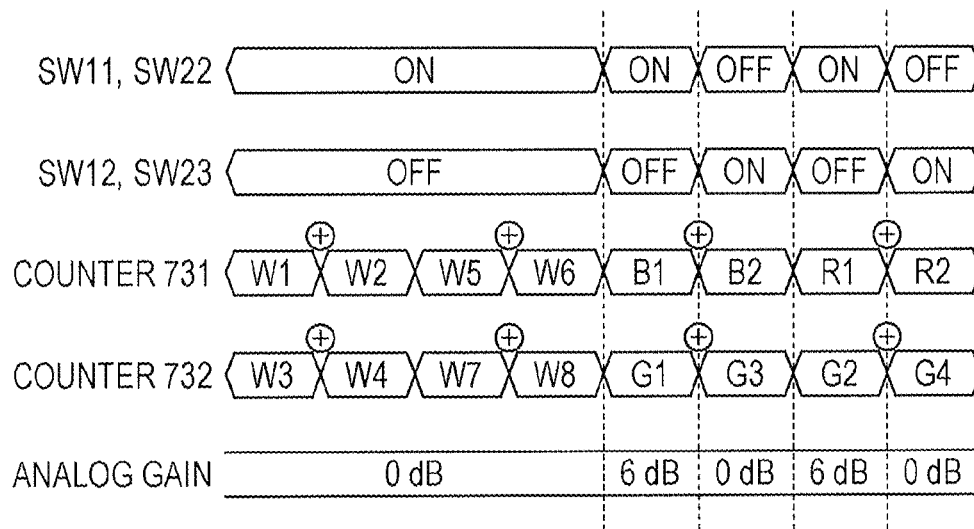 SW11, SW22 ON ON OFF ON OFF
SW12, SW23 OFF OFF ON OFF ON
COUNTER 731 W1 + W2 W5 + W6 B1 + B2 R1 + R2
COUNTER 732 W3 + W4 W7 + W8 G1 + G3 G2 + G4
ANALOG GAIN 0 dB 6 dB 0 dB 6 dB 0 dB